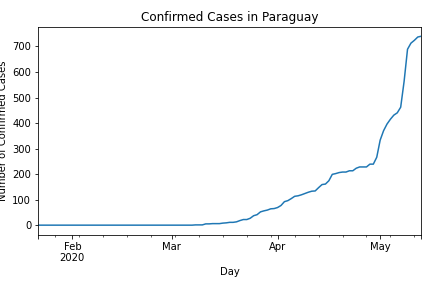 Confirmed Cases in Paraguay
Number of Confirmed Cases
700
600
500
400
300
200
100
0
Feb Mar Apr May
2020
Day